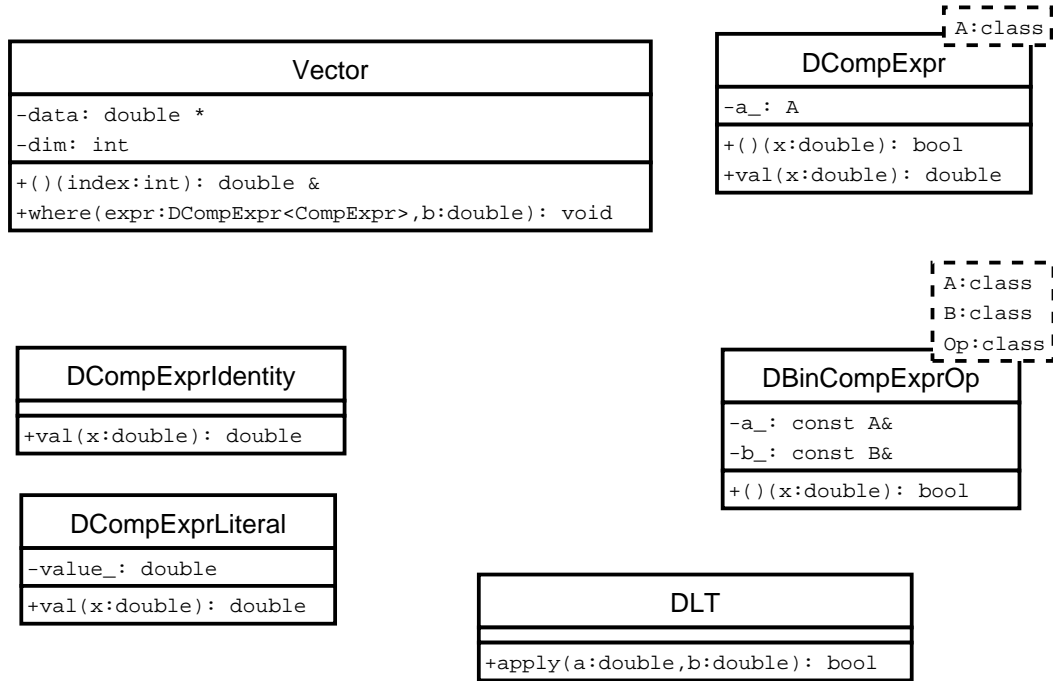 Vector
-data: double *
-dim: int
+()(index:int): double &
+where(expr:DCompExpr<CompExpr>,b:double): void
A:class
DCompExpr
-a_: A
+()(x:double): bool
+val(x:double): double
DCompExprIdentity
+val(x:double): double
A:class
B:class
Op:class
DBinCompExprOp
-a_: const A&
-b_: const B&
+()(x:double): bool
DCompExprLiteral
-value_: double
+val(x:double): double
DLT
+apply(a:double,b:double): bool